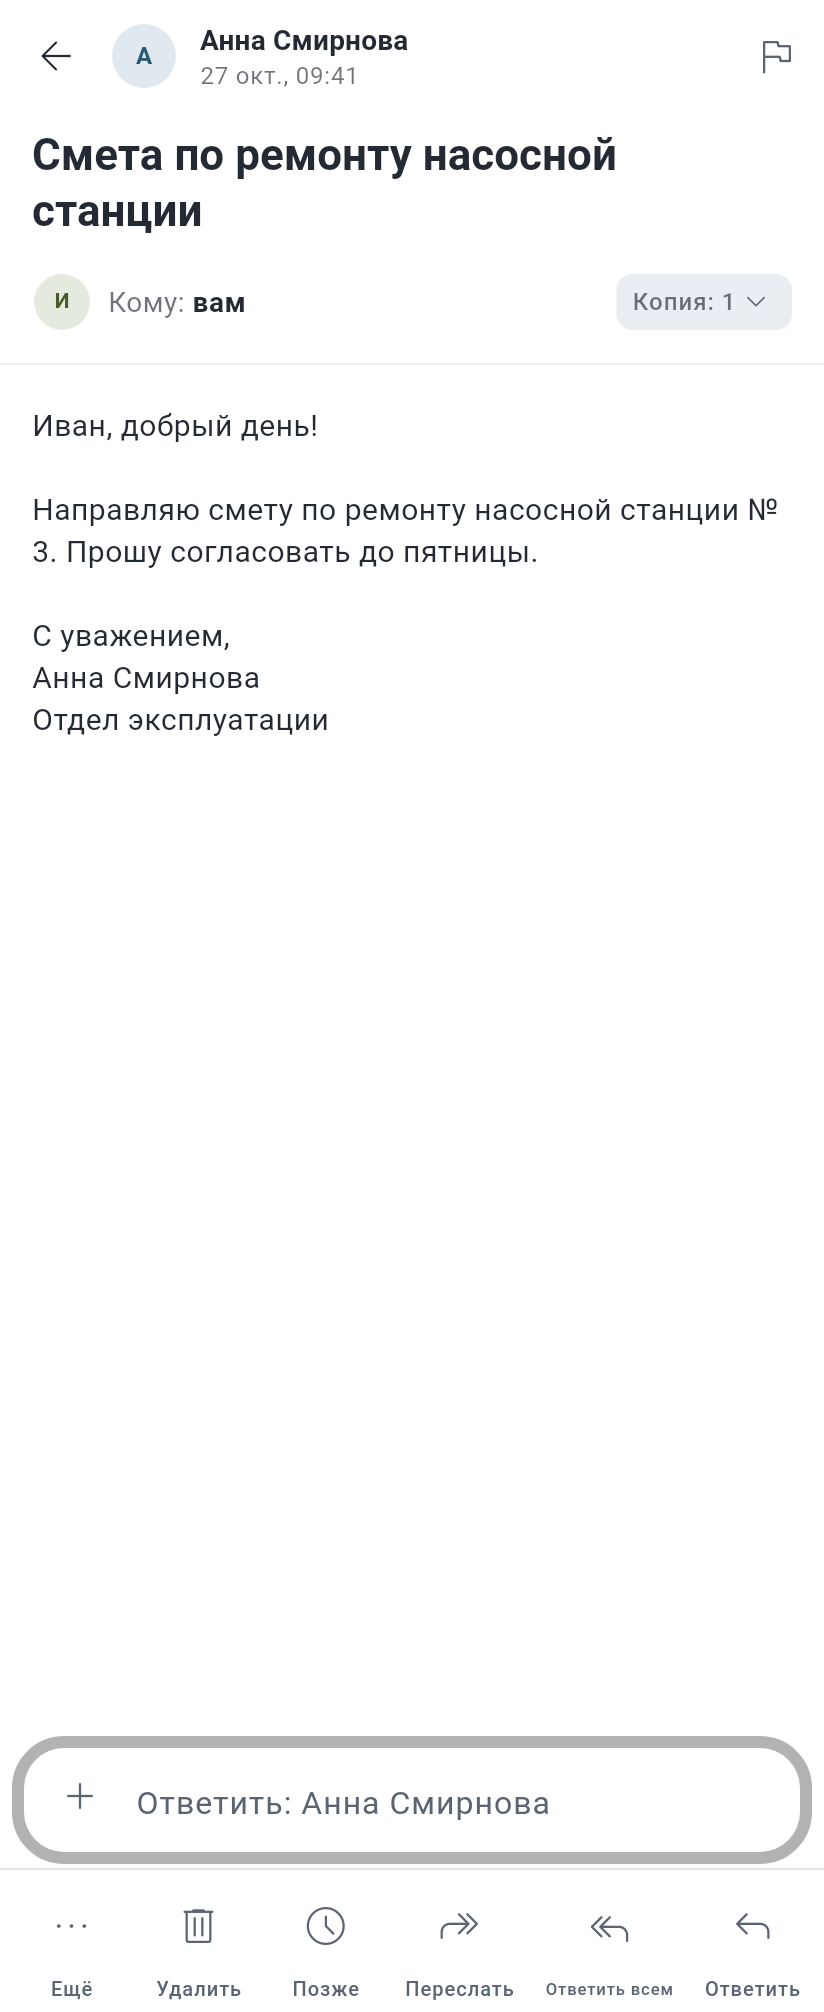 А
Анна Смирнова
27 окт., 09:41
Смета по ремонту насосной
станции
И
Кому: вам
Копия: 1
Иван, добрый день!
Направляю смету по ремонту насосной станции №
3. Прошу согласовать до пятницы.
С уважением,
Анна Смирнова
Отдел эксплуатации
Ответить: Анна Смирнова
Ещё
Удалить
Позже
Переслать
Ответить всем
Ответить